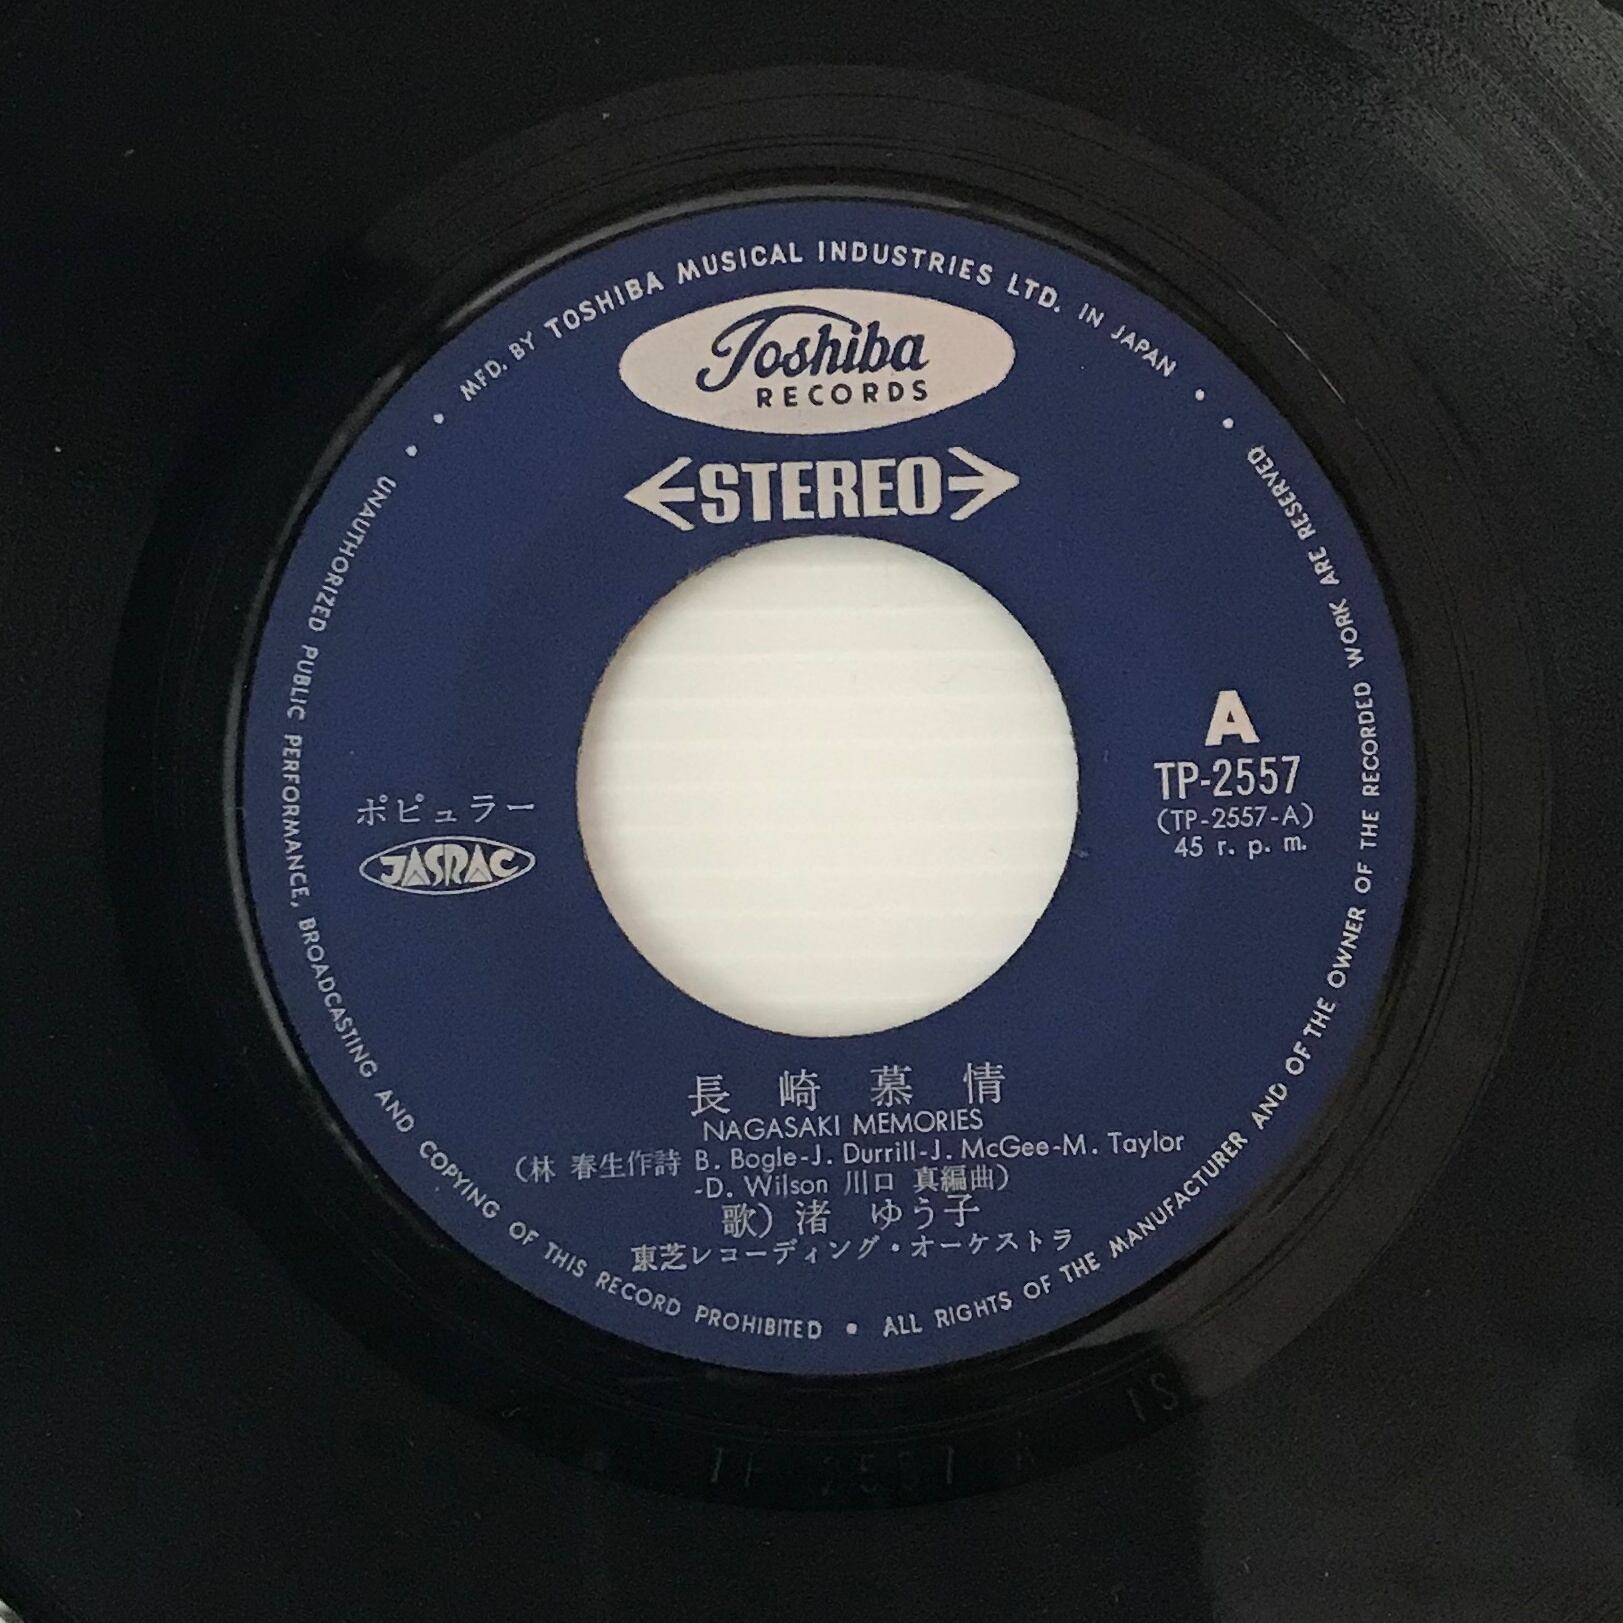 MFD. BY TOSHIBA MUSICAL INDUSTRIES LTD. IN JAPAN
Toshiba
RECORDS
STEREO
A
TP-2557
(TP-2557-A)
45 r. p. m.
ポピュラー
JASRAC
長崎慕情
NAGASAKI MEMORIES
(林 春生作詩 B. Bogle-J. Durrill-J. McGee-M. Taylor
-D. Wilson 川口 真編曲)
歌) 渚 ゆう子
東芝レコーディング・オーケストラ
UNAUTHORIZED PUBLIC PERFORMANCE, BROADCASTING AND COPYING OF THIS RECORD PROHIBITED • ALL RIGHTS OF THE MANUFACTURER AND OF THE OWNER OF THE RECORDED WORK ARE RESERVED